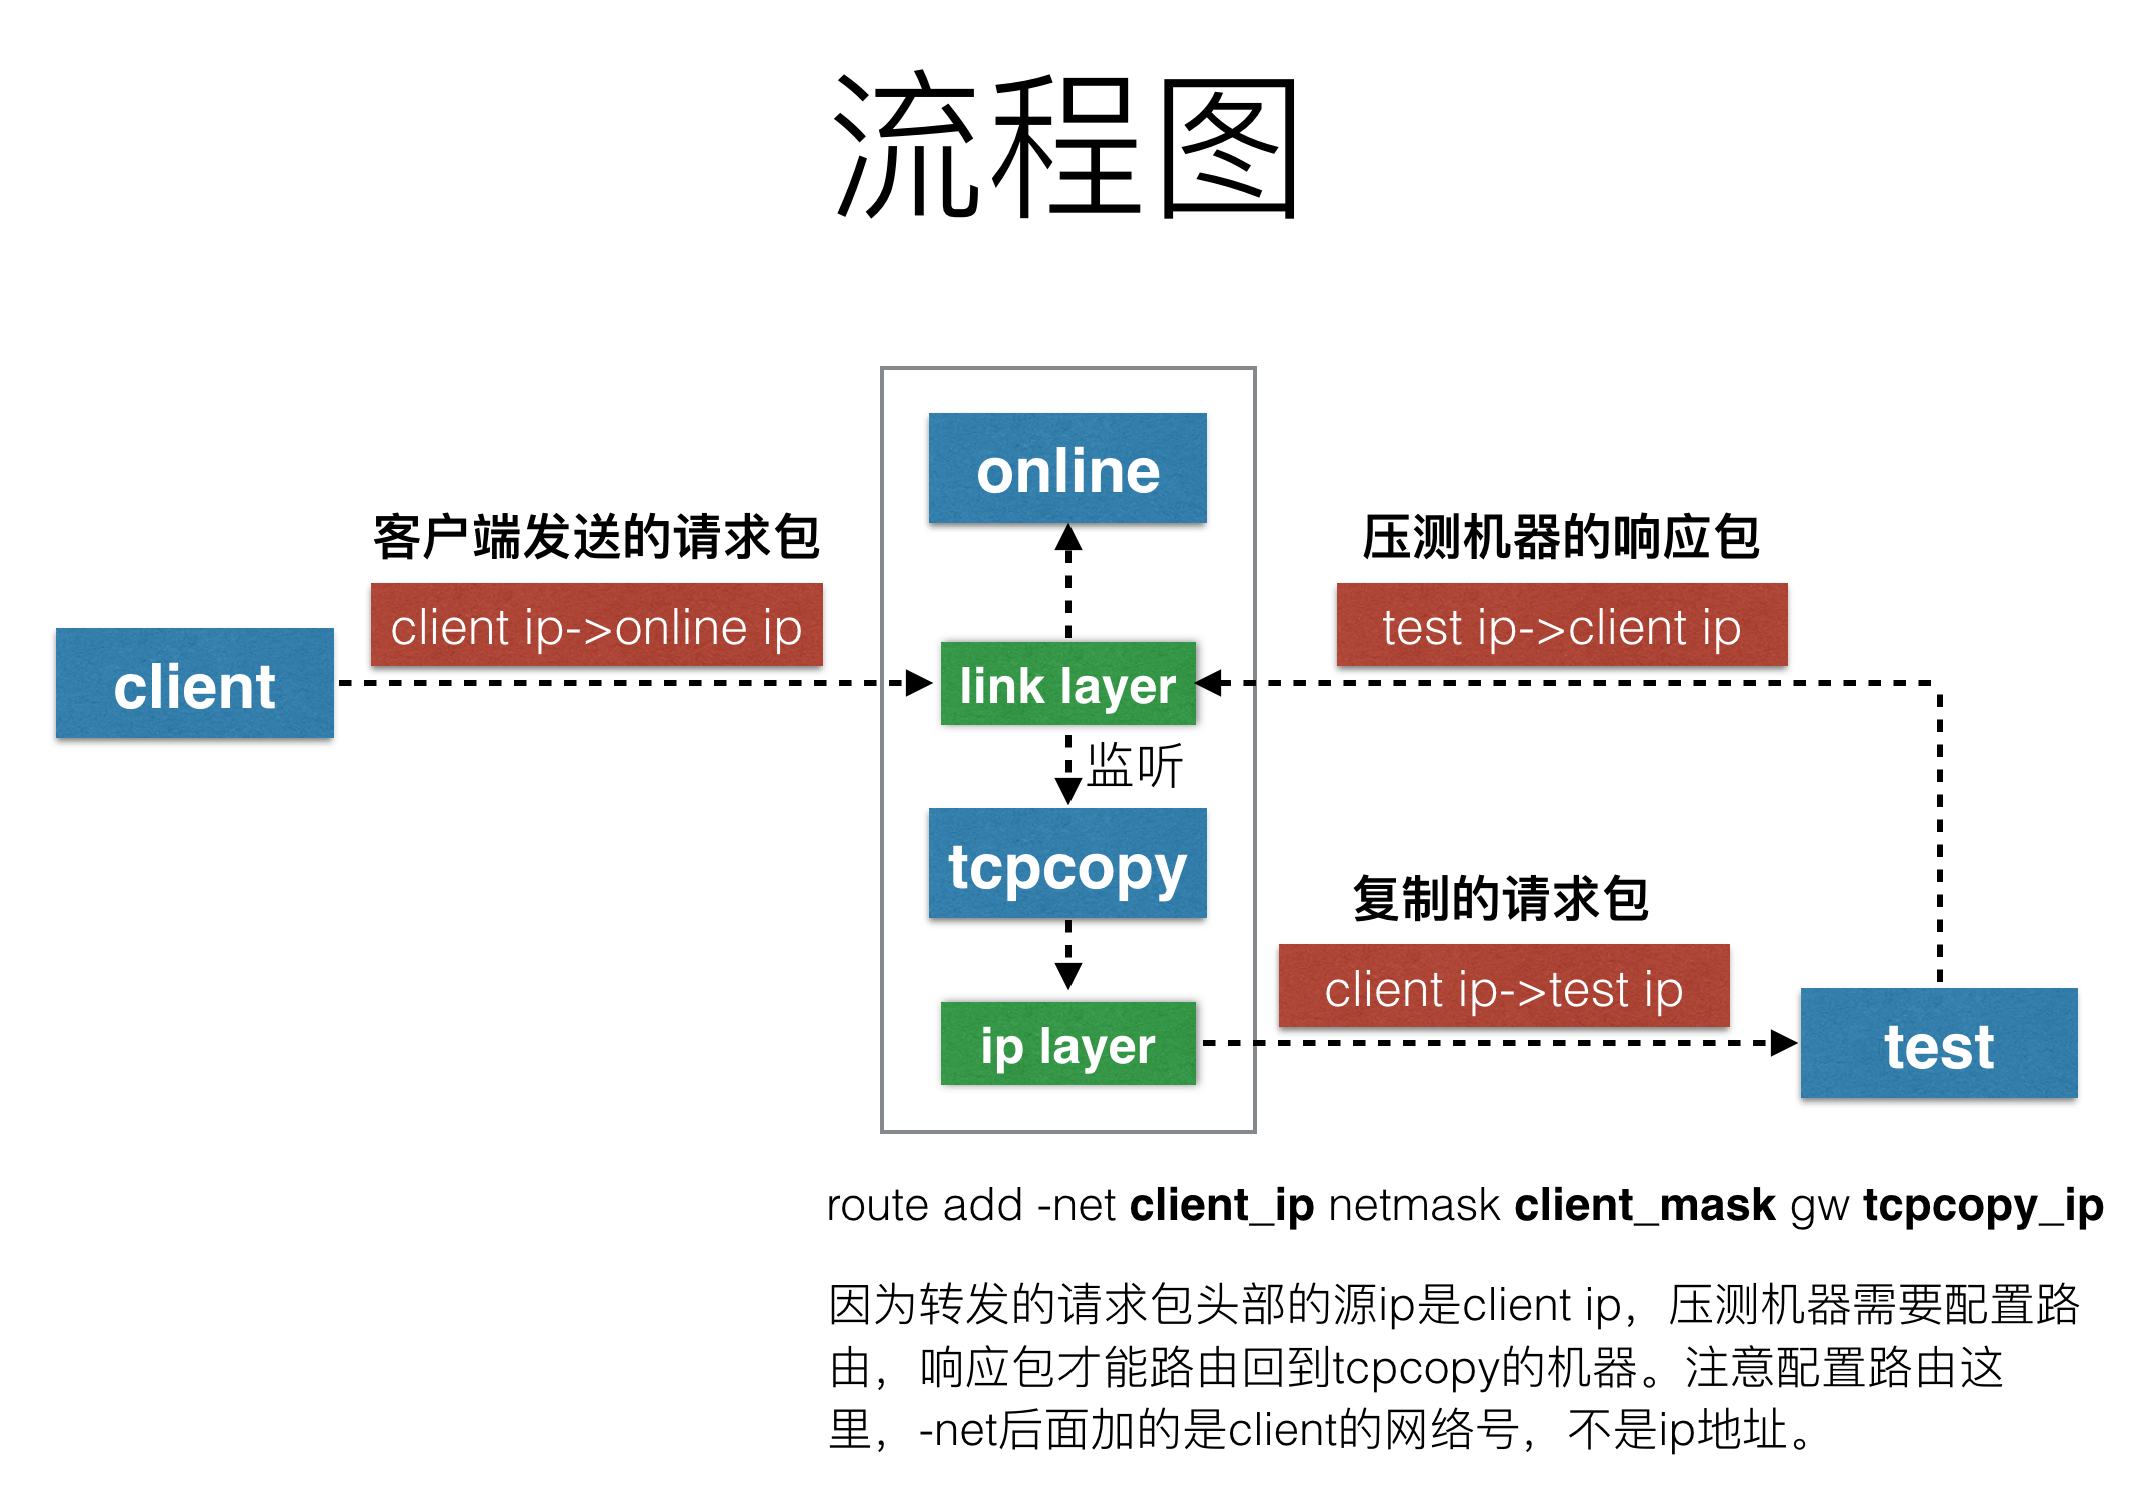 流程图
online
客户端发送的请求包
压测机器的响应包
client ip->online ip
test ip->client ip
client
link layer
监听
tcpcopy
复制的请求包
client ip->test ip
ip layer
test
route add -net client_ip netmask client_mask gw tcpcopy_ip
因为转发的请求包头部的源ip是client ip，压测机器需要配置路
由，响应包才能路由回到tcpcopy的机器。注意配置路由这
里，-net后面加的是client的网络号，不是ip地址。